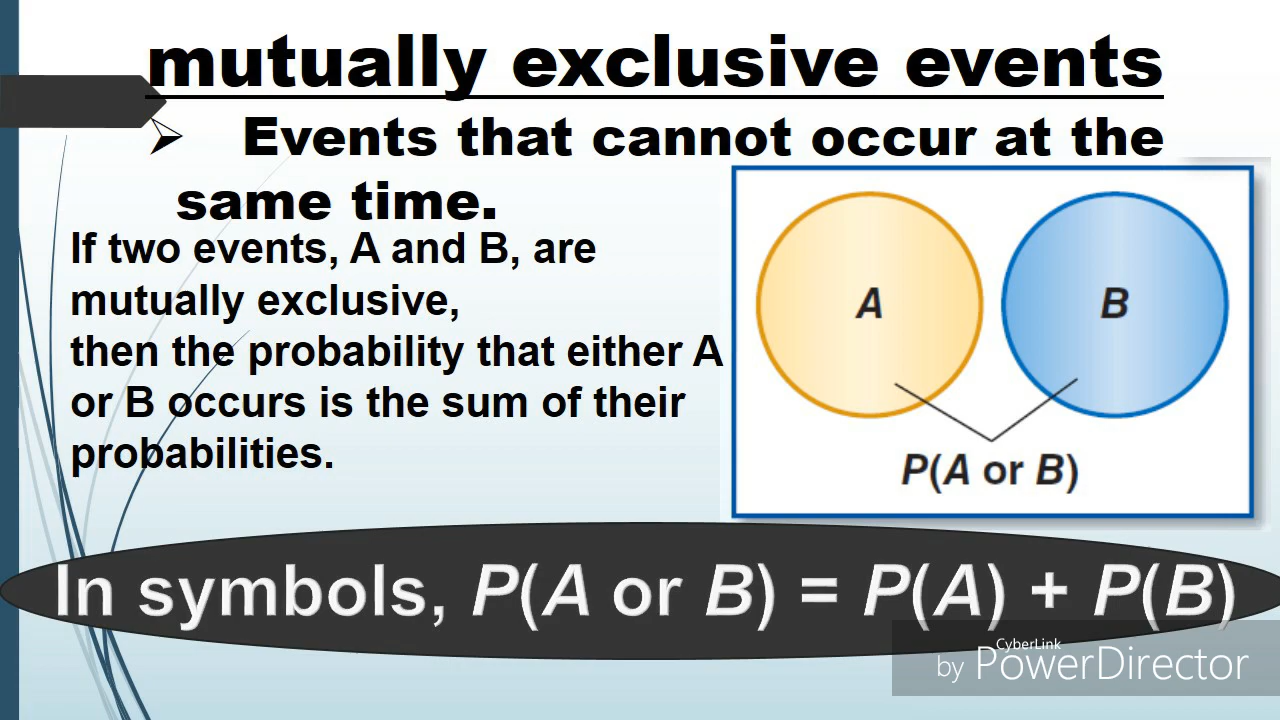 mutually exclusive events
➢ Events that cannot occur at the
same time.
If two events, A and B, are
mutually exclusive,
then the probability that either A
or B occurs is the sum of their
probabilities.
A
B
P(A or B)
In symbols, P(A or B) = P(A) + P(B)
CyberLink
by PowerDirector